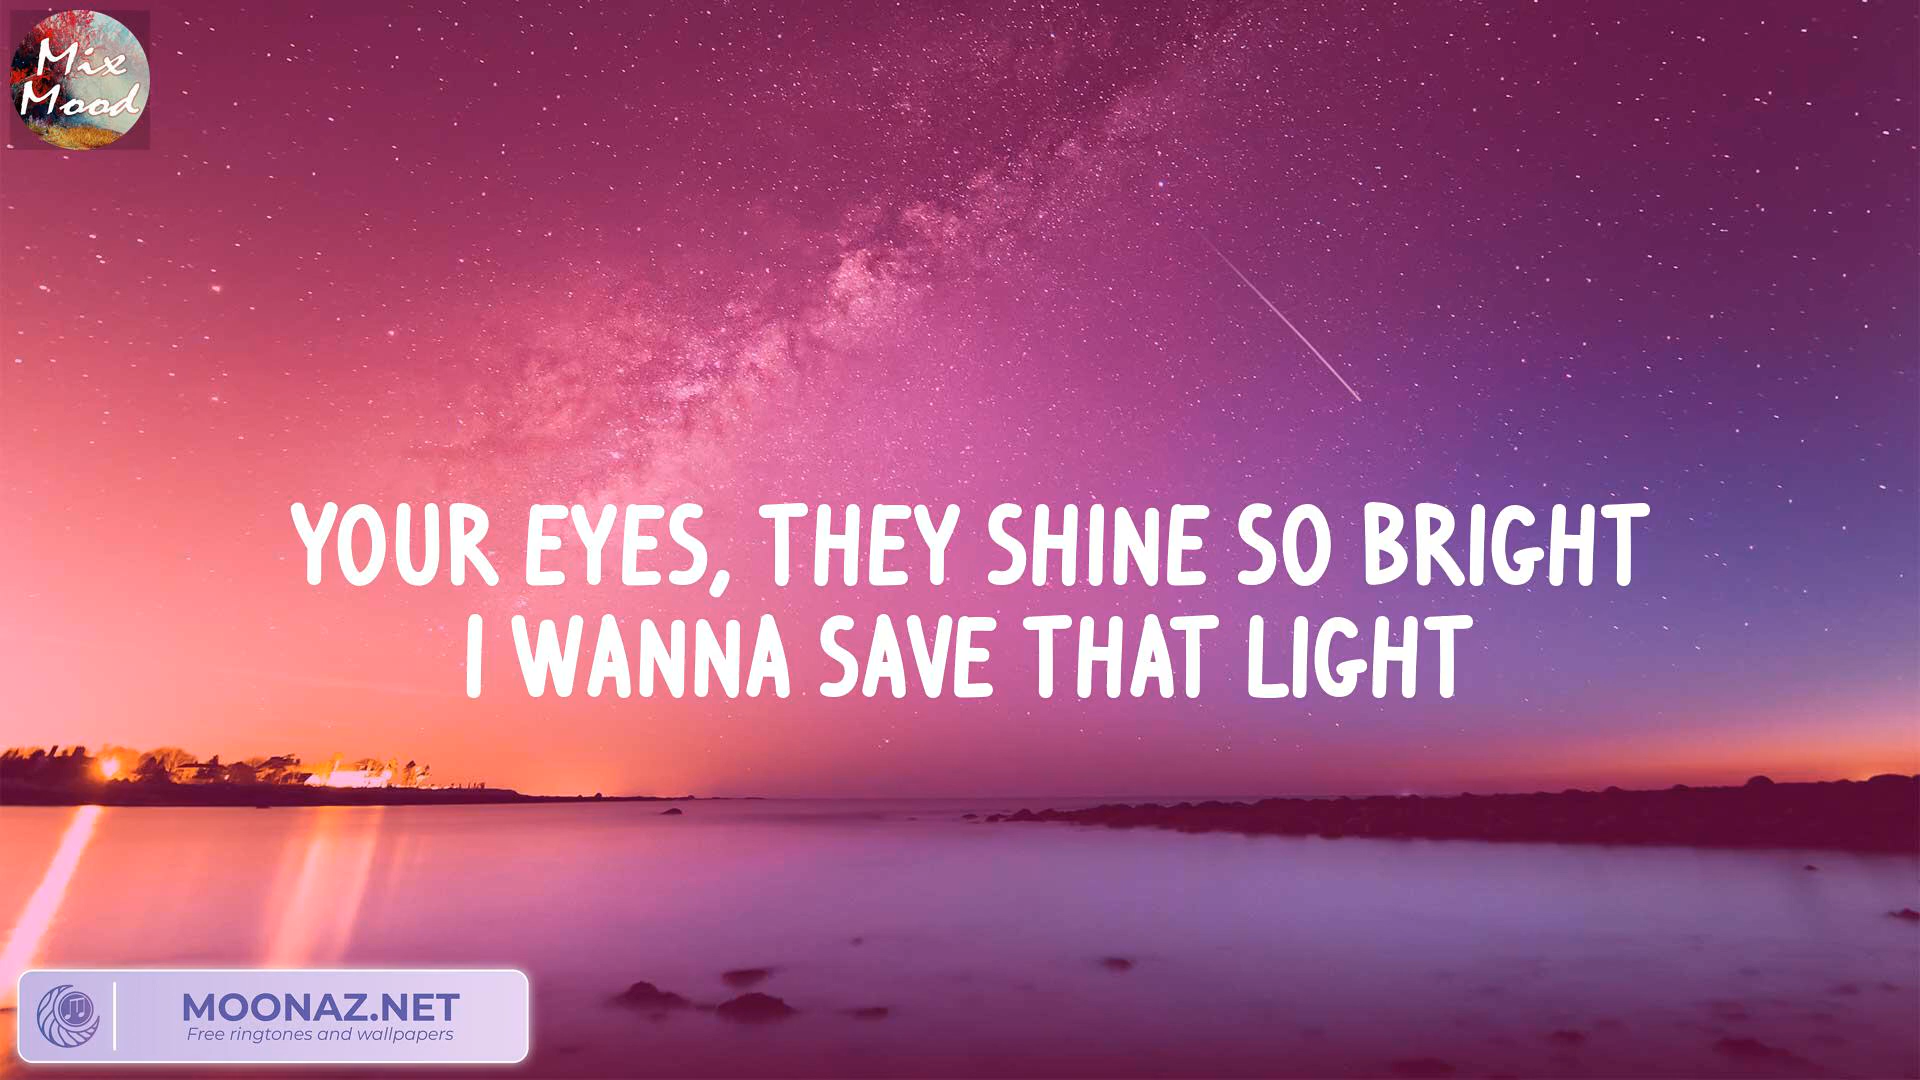 Mix
Mood
YOUR EYES, THEY SHINE SO BRIGHT
I WANNA SAVE THAT LIGHT
MOONAZ.NET
Free ringtones and wallpapers